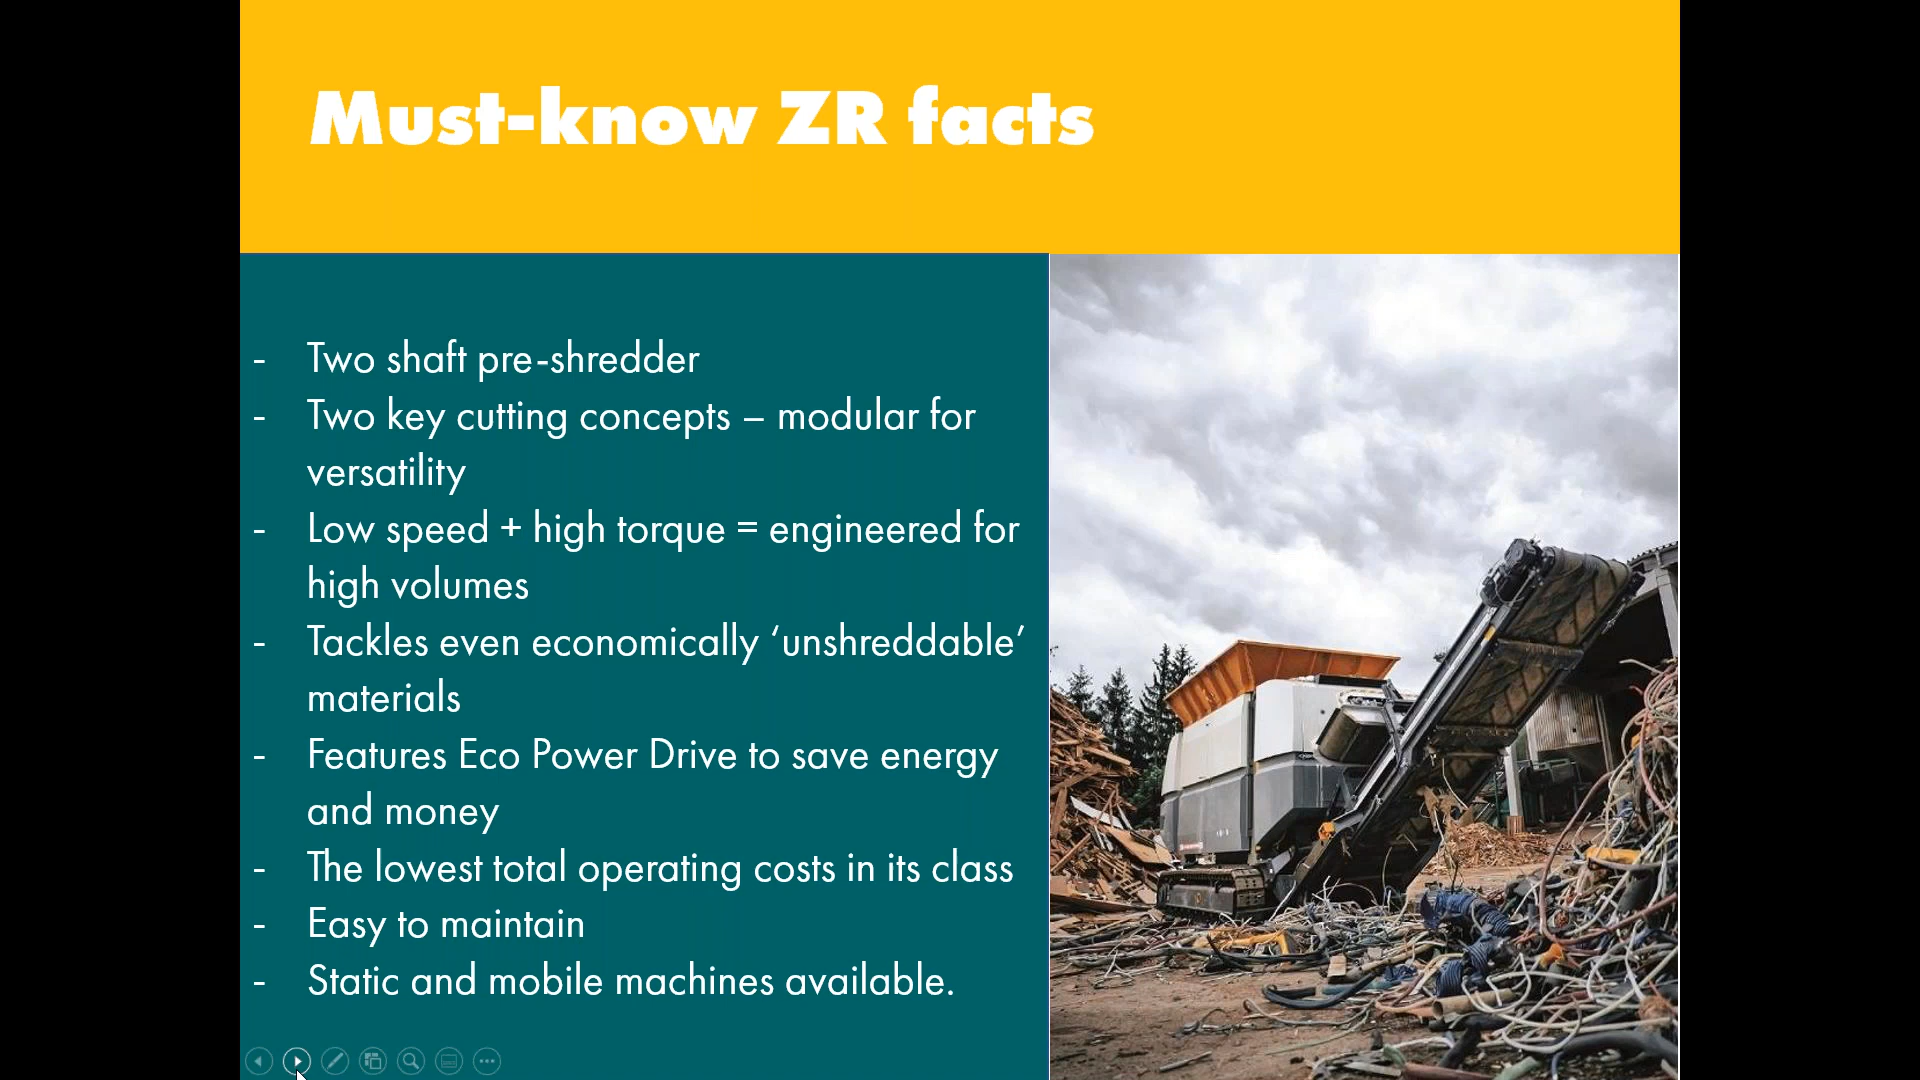 Must-know ZR facts
- Two shaft pre-shredder
- Two key cutting concepts – modular for
versatility
- Low speed + high torque = engineered for
high volumes
- Tackles even economically ‘unshreddable’
materials
- Features Eco Power Drive to save energy
and money
- The lowest total operating costs in its class
- Easy to maintain
- Static and mobile machines available.